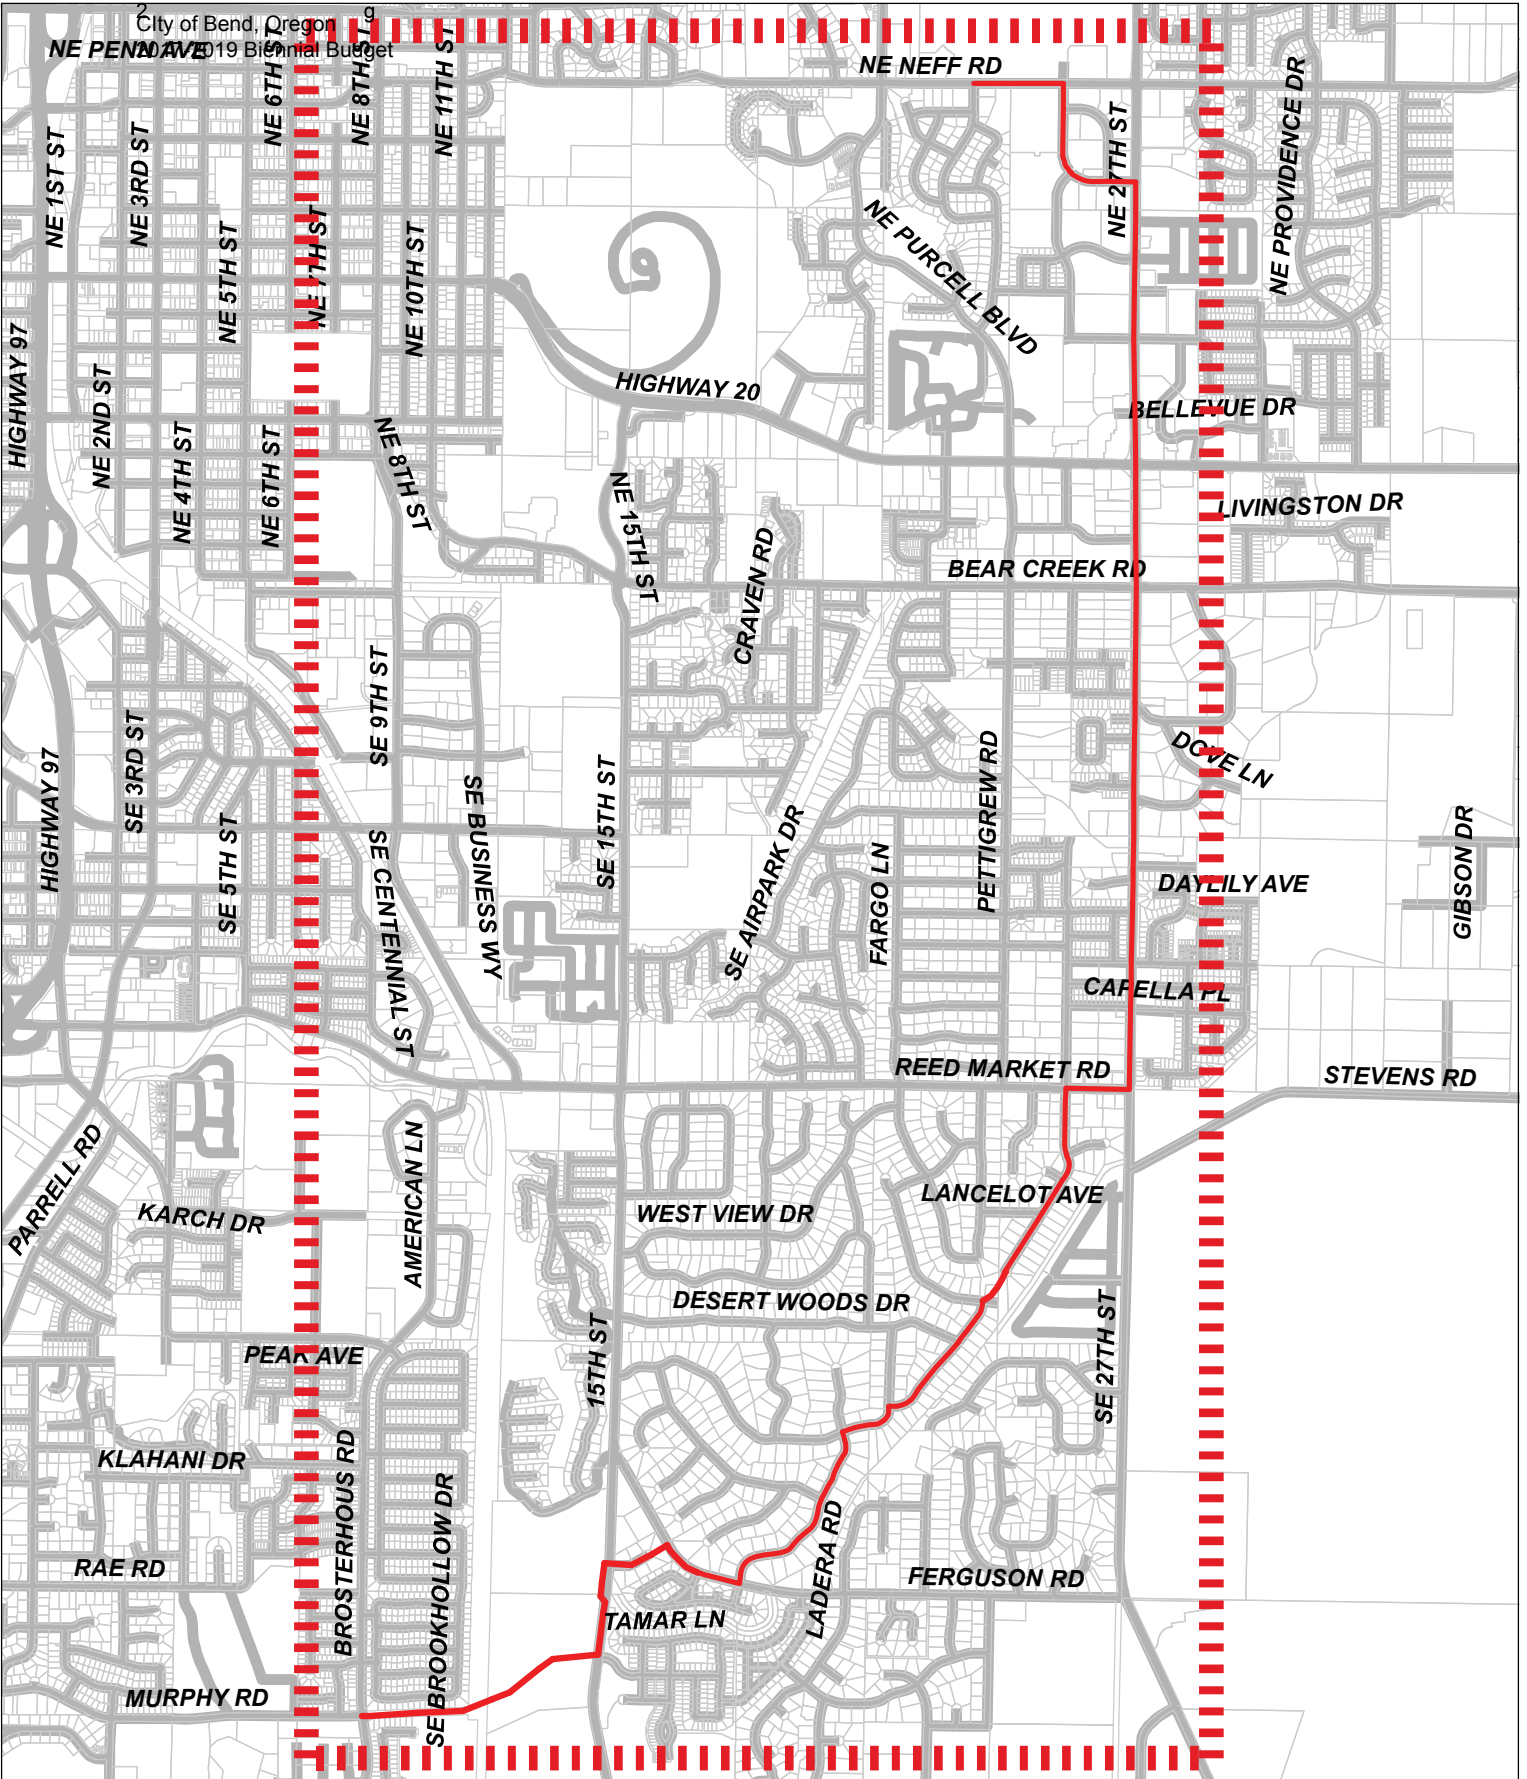 2
g
CIty of Bend, Oregon
2017-2019 Biennial Budget
NE PENN AVE
NE 6TH ST
NE 8TH ST
NE 11TH ST
NE NEFF RD
NE 27TH ST
NE PROVIDENCE DR
NE 1ST ST
NE 3RD ST
NE 5TH ST
NE 7TH ST
NE 10TH ST
NE PURCELL BLVD
HIGHWAY 97
NE 2ND ST
HIGHWAY 20
BELLEVUE DR
NE 4TH ST
NE 6TH ST
NE 8TH ST
NE 15TH ST
LIVINGSTON DR
CRAVEN RD
BEAR CREEK RD
SE 9TH ST
SE 3RD ST
HIGHWAY 97
SE 5TH ST
SE CENTENNIAL ST
SE BUSINESS WY
SE 15TH ST
SE AIRPARK DR
FARGO LN
PETTIGREW RD
DOVE LN
GIBSON DR
DAYLILY AVE
CAPELLA PL
REED MARKET RD
STEVENS RD
PARRELL RD
KARCH DR
AMERICAN LN
WEST VIEW DR
LANCELOT AVE
DESERT WOODS DR
PEAK AVE
15TH ST
SE 27TH ST
KLAHANI DR
BROSTERHOUS RD
SE BROOKHOLLOW DR
LADERA RD
RAE RD
FERGUSON RD
TAMAR LN
MURPHY RD